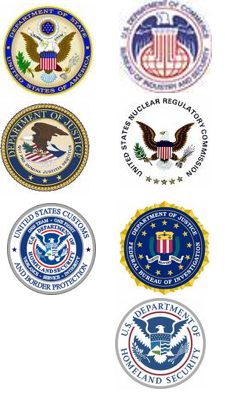 DEPARTMENT OF STATE
UNITED STATES OF AMERICA
U.S. DEPARTMENT OF COMMERCE
BUREAU OF INDUSTRY AND SECURITY
DEPARTMENT OF JUSTICE
UNITED STATES NUCLEAR REGULATORY COMMISSION
UNITED STATES CUSTOMS
AND BORDER PROTECTION
U.S. DEPARTMENT OF
HOMELAND SECURITY
DEPARTMENT OF JUSTICE
FEDERAL BUREAU OF INVESTIGATION
U.S. DEPARTMENT OF
HOMELAND SECURITY